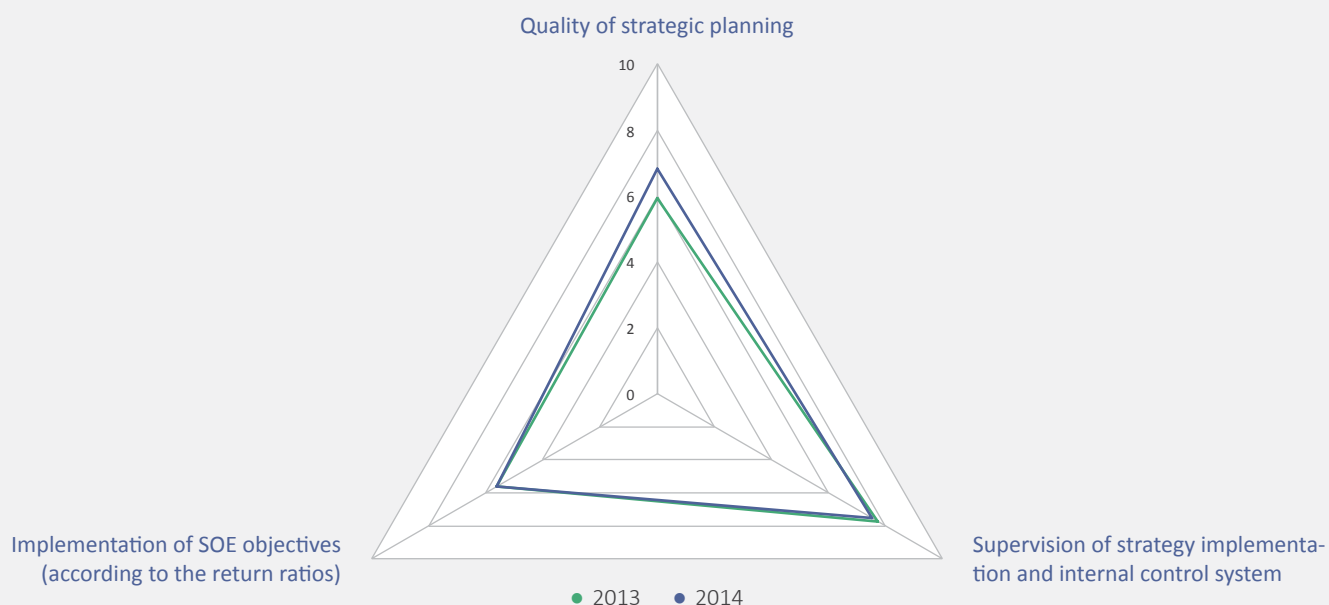 Quality of strategic planning
10
8
6
4
2
0
Implementation of SOE objectives
(according to the return ratios)
Supervision of strategy implementa-
tion and internal control system
2013 2014